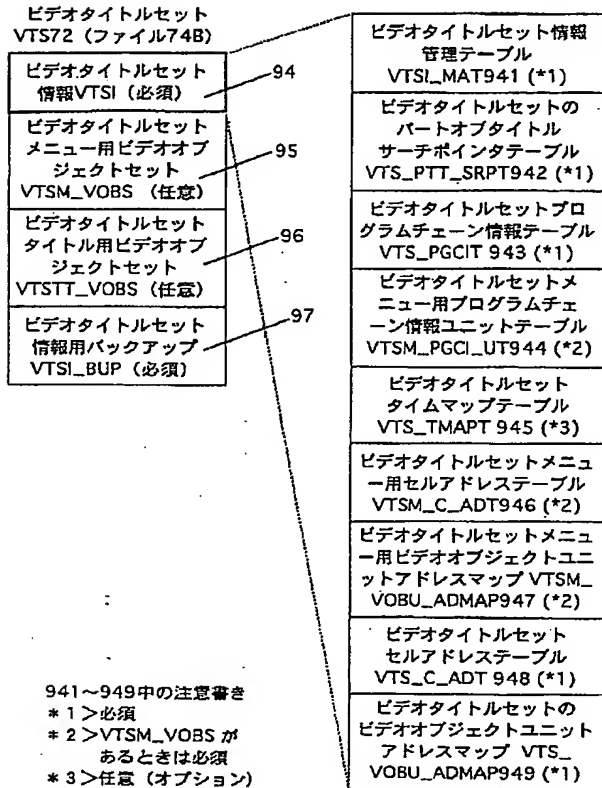 ビデオタイトルセット
VTS72（ファイル74B）
ビデオタイトルセット
情報VTSI（必須）
94
ビデオタイトルセット
メニュー用ビデオオブ
ジェクトセット
VTSM_VOBS （任意）
95
ビデオタイトルセット
タイトル用ビデオオブ
ジェクトセット
VTSTT_VOBS（任意）
96
ビデオタイトルセット
情報用バックアップ
VTSI_BUP（必須）
97
941～949中の注意書き
＊1＞必須
＊2＞VTSM_VOBS が
あるときは必須
＊3＞任意（オプション）
ビデオタイトルセット情報
管理テーブル
VTSI_MAT941 (*1)
ビデオタイトルセットの
パートオブタイトル
サーチポインタテーブル
VTS_PTT_SRPT942 (*1)
ビデオタイトルセットプロ
グラムチェーン情報テーブル
VTS_PGCIT 943 (*1)
ビデオタイトルセットメ
ニュー用プログラムチェ
ーン情報ユニットテーブル
VTSM_PGCI_UT944 (*2)
ビデオタイトルセット
タイムマップテーブル
VTS_TMAPT 945 (*3)
ビデオタイトルセットメニュ
ー用セルアドレステーブル
VTSM_C_ADT946 (*2)
ビデオタイトルセットメニュ
ー用ビデオオブジェクトユニ
ットアドレスマップ VTSM_
VOBU_ADMAP947 (*2)
ビデオタイトルセット
セルアドレステーブル
VTS_C_ADT 948 (*1)
ビデオタイトルセットの
ビデオオブジェクトユニット
アドレスマップ VTS_
VOBU_ADMAP949 (*1)